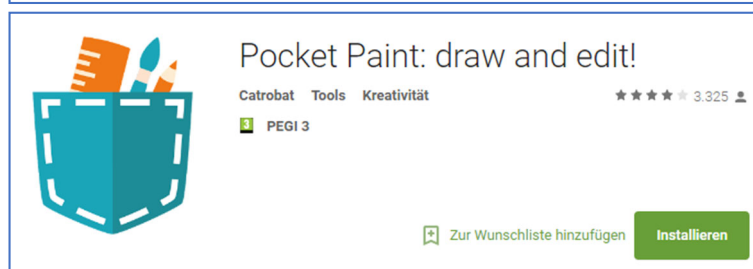 Pocket Paint: draw and edit!
Catrobat Tools Kreativität 3.325
3 PEGI 3
Zur Wunschliste hinzufügen Installieren